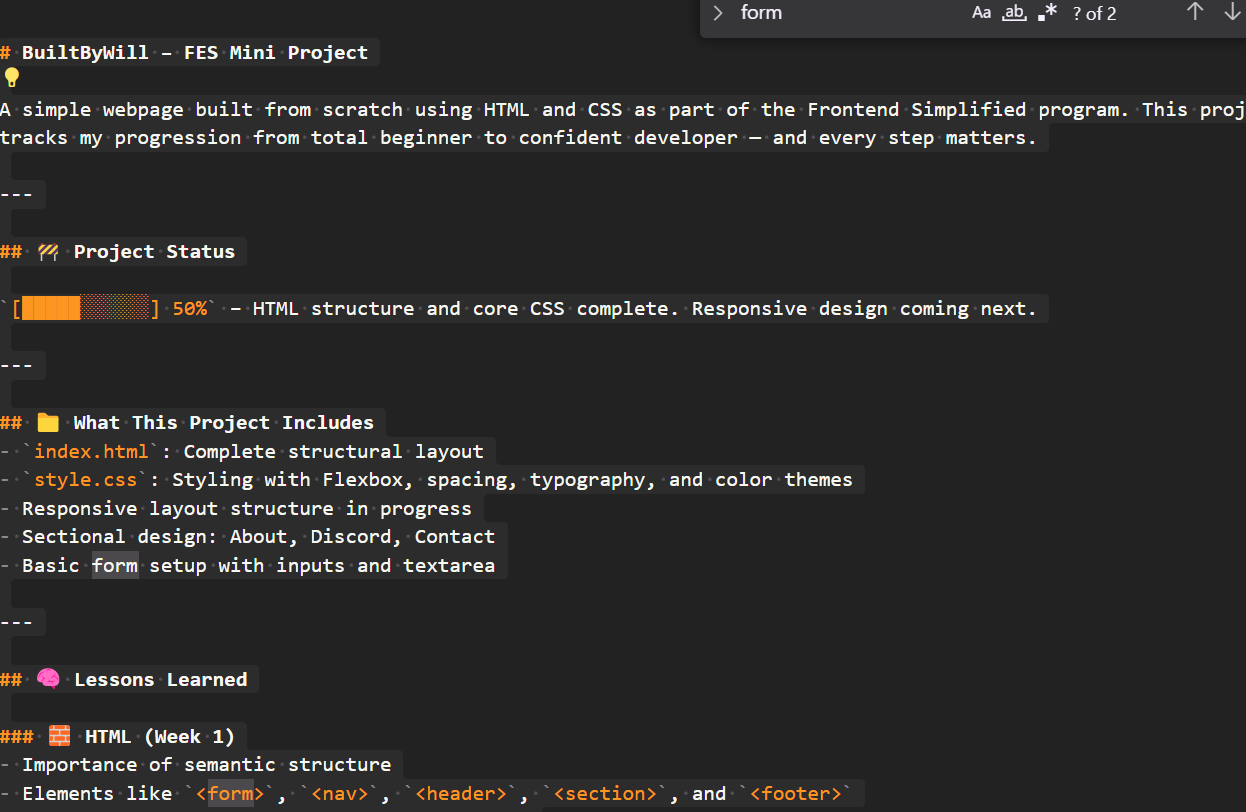 form Aa ab .* ? of 2
# BuiltByWill – FES Mini Project
A simple webpage built from scratch using HTML and CSS as part of the Frontend Simplified program. This proj
tracks my progression from total beginner to confident developer — and every step matters.
---
## 🚧 Project Status
`[█████░░░░░░] 50%` – HTML structure and core CSS complete. Responsive design coming next.
---
## 📁 What This Project Includes
- `index.html`: Complete structural layout
- `style.css`: Styling with Flexbox, spacing, typography, and color themes
- Responsive layout structure in progress
- Sectional design: About, Discord, Contact
- Basic form setup with inputs and textarea
---
## 🧠 Lessons Learned
### 🧱 HTML (Week 1)
- Importance of semantic structure
- Elements like `<form>`, `<nav>`, `<header>`, `<section>`, and `<footer>`